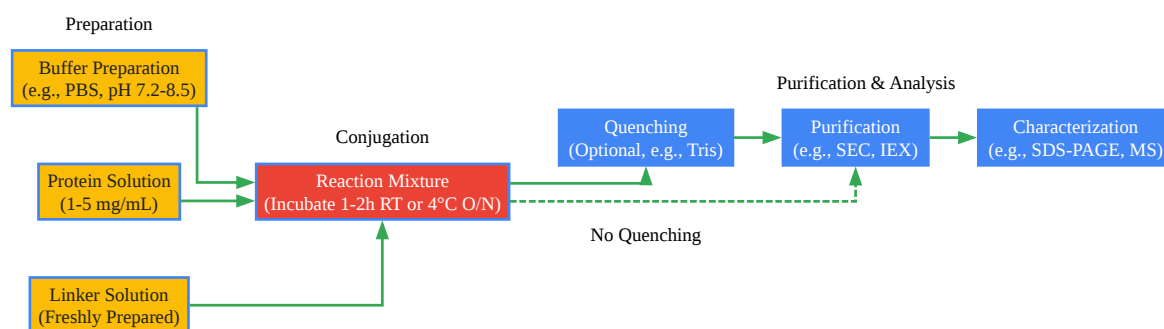 Preparation
Buffer Preparation
(e.g., PBS, pH 7.2-8.5)
Protein Solution
(1-5 mg/mL)
Linker Solution
(Freshly Prepared)
Conjugation
Reaction Mixture
(Incubate 1-2h RT or 4°C O/N)
No Quenching
Purification & Analysis
Quenching
(Optional, e.g., Tris)
Purification
(e.g., SEC, IEX)
Characterization
(e.g., SDS-PAGE, MS)